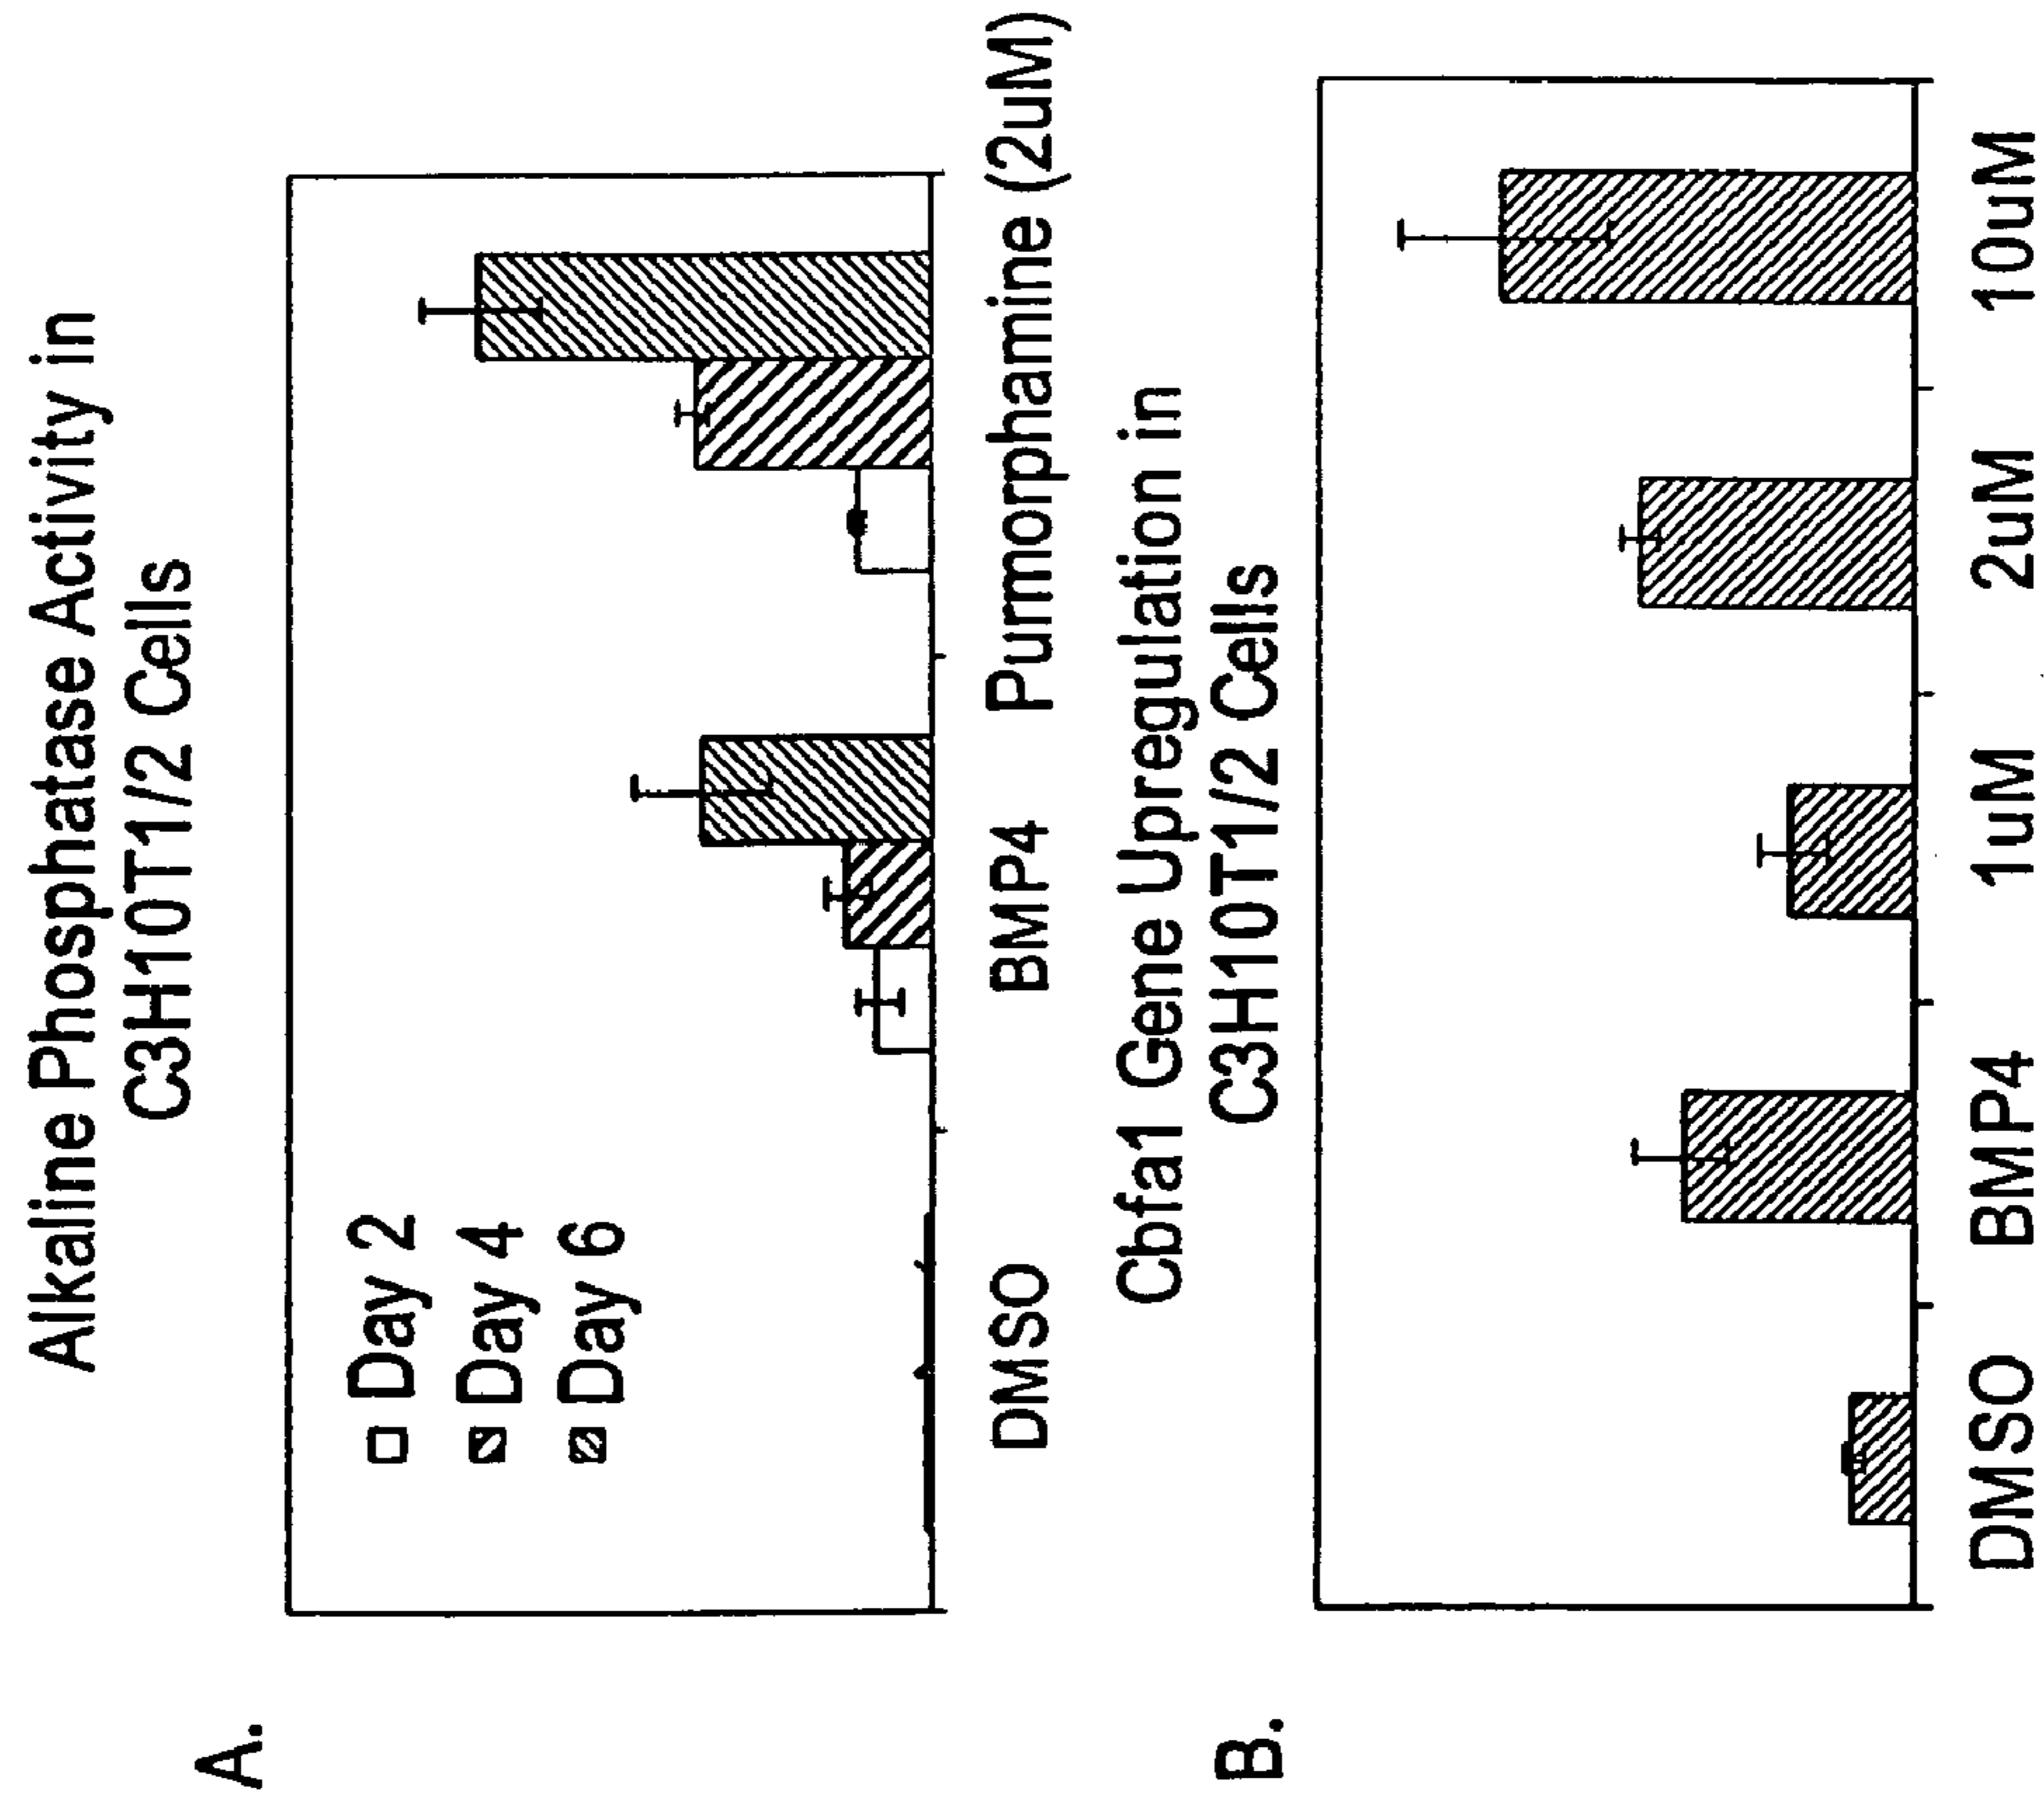 Alkaline Phosphatase Activity in
C3H10T1/2 Cells
A.
Day 2
Day 4
Day 6
DMSO BMP4 Purmorphamine (2uM)
Cbfa1 Gene Upregulation in
C3H10T1/2 Cells
B.
DMSO BMP4 1uM 2uM 10uM